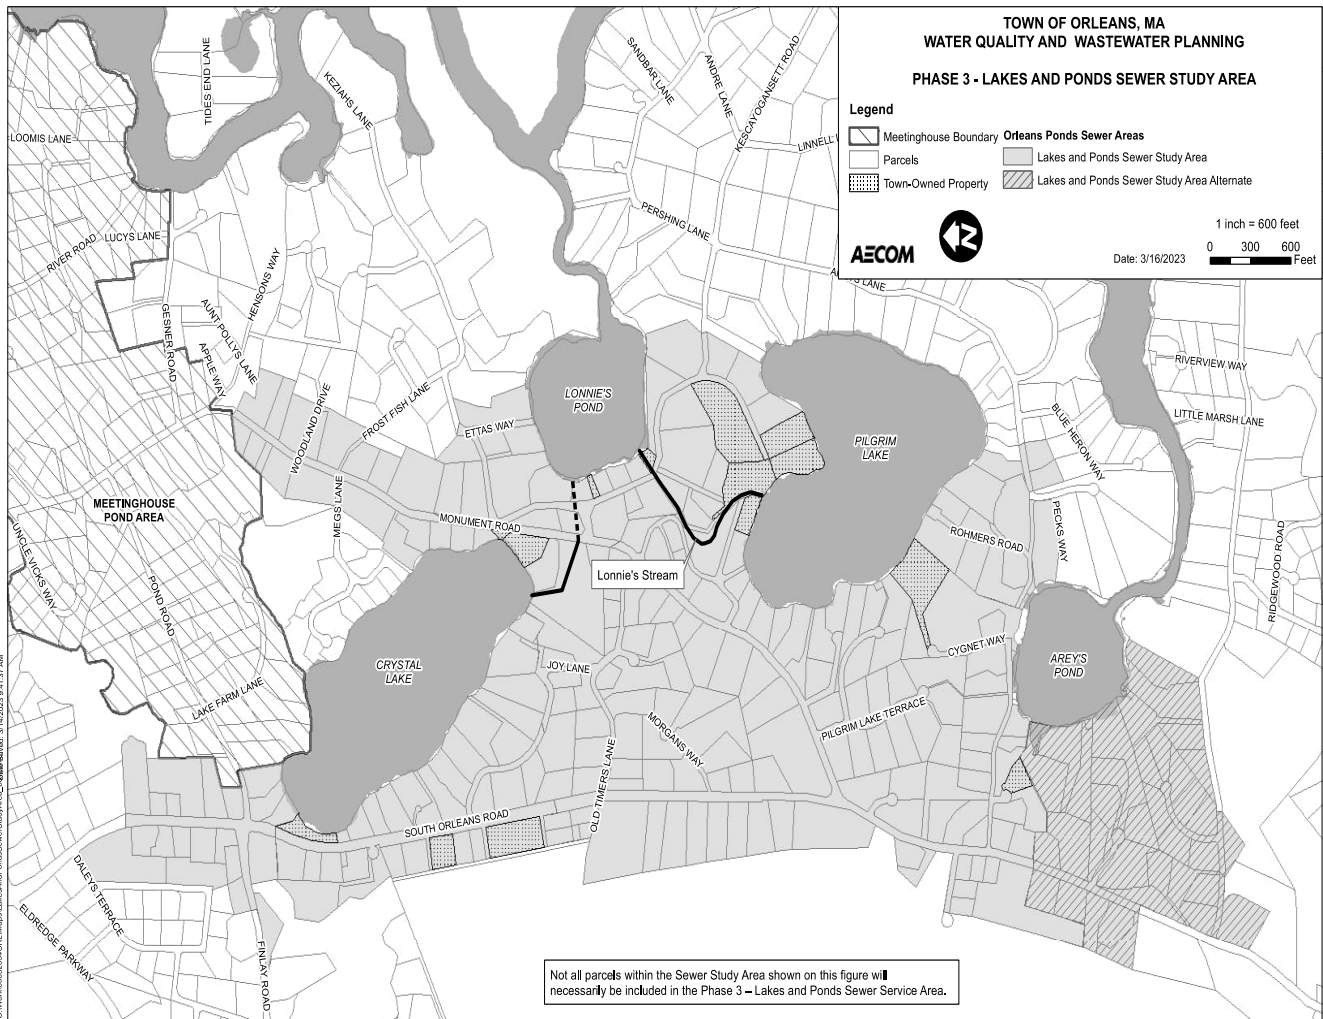 TOWN OF ORLEANS, MA
WATER QUALITY AND WASTEWATER PLANNING
PHASE 3 - LAKES AND PONDS SEWER STUDY AREA
Legend
Meetinghouse Boundary
Parcels
Town-Owned Property
Orleans Ponds Sewer Areas
Lakes and Ponds Sewer Study Area
Lakes and Ponds Sewer Study Area Alternate
AECOM
N
Date: 3/16/2023
1 inch = 600 feet
0 300 600
Feet
TIDES END LANE
KEZIAHS LANE
SANDBAR LANE
ANDRE LANE
KESCAYOGANSETT ROAD
LINNELL
LOOMIS LANE
PERSHING LANE
LANE
RIVER ROAD
LUCYS LANE
HENSONS WAY
GESNER ROAD
AUNT POLLYS LANE
APPLE WAY
WOODLAND DRIVE
FROST FISH LANE
ETTAS WAY
LONNIE'S
POND
PILGRIM
LAKE
RIVERVIEW WAY
LITTLE MARSH LANE
BLUE HERON WAY
MEETINGHOUSE
POND AREA
MEGS LANE
MONUMENT ROAD
UNCLE VICKS WAY
POND ROAD
Lonnie's Stream
ROHMERS ROAD
PECKS WAY
RIDGEWOOD ROAD
CRYSTAL
LAKE
JOY LANE
CYGNET WAY
AREY'S
POND
LAKE FARM LANE
MORGANS WAY
PILGRIM LAKE TERRACE
OLD TIMERS LANE
SOUTH ORLEANS ROAD
DALEYS TERRACE
ELDREDGE PARKWAY
FINLAY ROAD
Not all parcels within the Sewer Study Area shown on this figure will
necessarily be included in the Phase 3 – Lakes and Ponds Sewer Service Area.